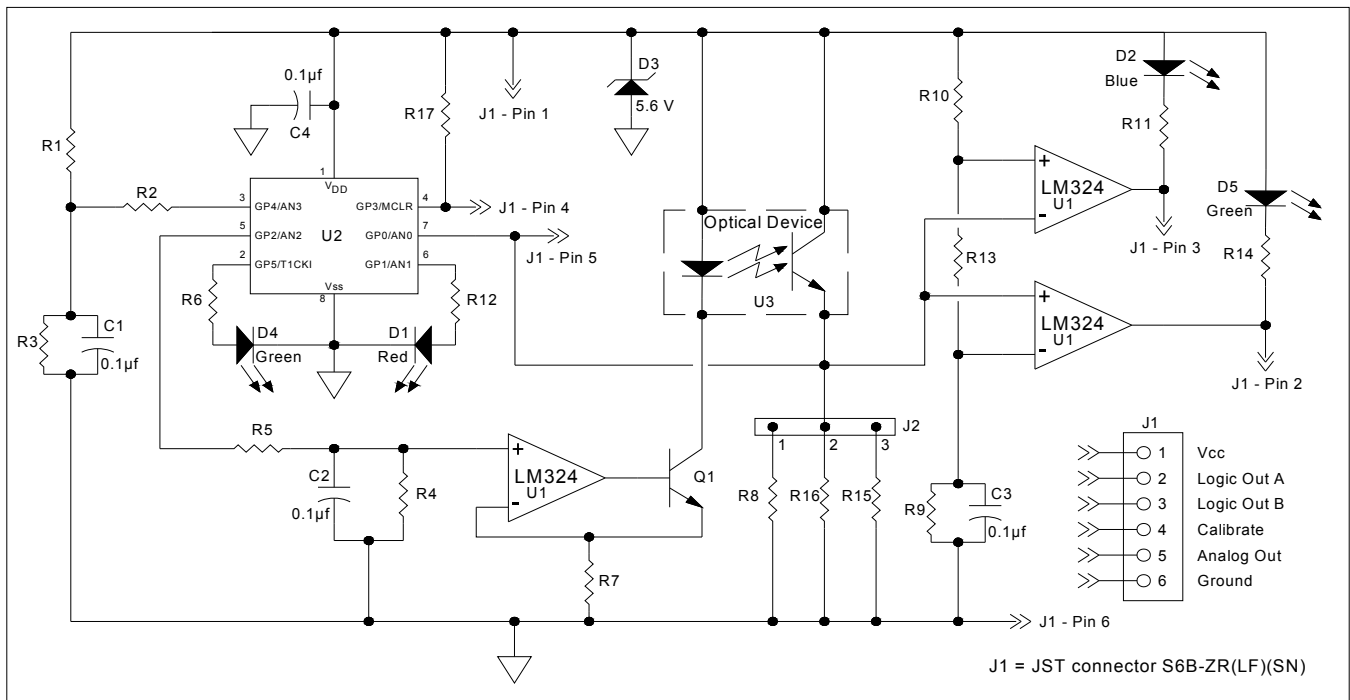 D3
5.6 V
D2
Blue
0.1µf
C4
R17
J1 - Pin 1
R10
R11
R1
R2
1
VDD
3
GP4/AN3
GP3/MCLR
4
J1 - Pin 4
5
GP2/AN2
U2
GP0/AN0
7
J1 - Pin 5
2
GP5/T1CKI
GP1/AN1
6
Vss
8
R6
R12
D4
Green
D1
Red
R3
C1
0.1µf
Optical Device
U3
+
LM324
U1
-
J1 - Pin 3
D5
Green
R13
R14
+
LM324
U1
-
J1 - Pin 2
R5
C2
0.1µf
R4
+
LM324
U1
-
Q1
R7
J2
1
2
3
R8
R16
R15
R9
C3
0.1µf
J1 - Pin 6
J1
1 Vcc
2 Logic Out A
3 Logic Out B
4 Calibrate
5 Analog Out
6 Ground
J1 = JST connector S6B-ZR(LF)(SN)